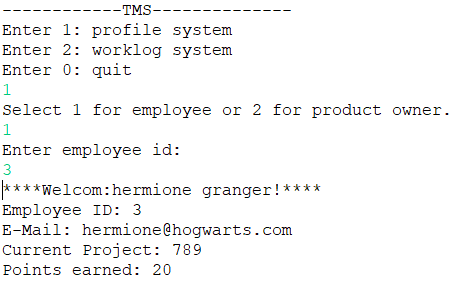 ------------TMS--------------
Enter 1: profile system
Enter 2: worklog system
Enter 0: quit
1
Select 1 for employee or 2 for product owner.
1
Enter employee id:
3
****Welcom:hermione granger!****
Employee ID: 3
E-Mail: hermione@hogwarts.com
Current Project: 789
Points earned: 20